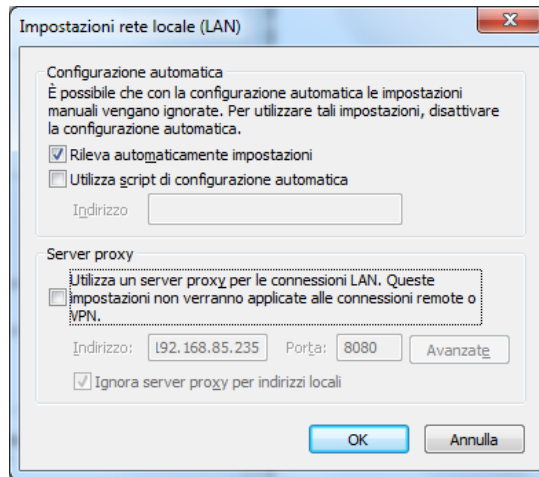 Impostazioni rete locale (LAN)
Configurazione automatica
È possibile che con la configurazione automatica le impostazioni
manuali vengano ignorate. Per utilizzare tali impostazioni, disattivare
la configurazione automatica.
Rileva automaticamente impostazioni
Utilizza script di configurazione automatica
Indirizzo
Server proxy
Utilizza un server proxy per le connessioni LAN. Queste
impostazioni non verranno applicate alle connessioni remote o
VPN.
Indirizzo: 192.168.85.235 Porta: 8080 Avanzate
Ignora server proxy per indirizzi locali
OK Annulla